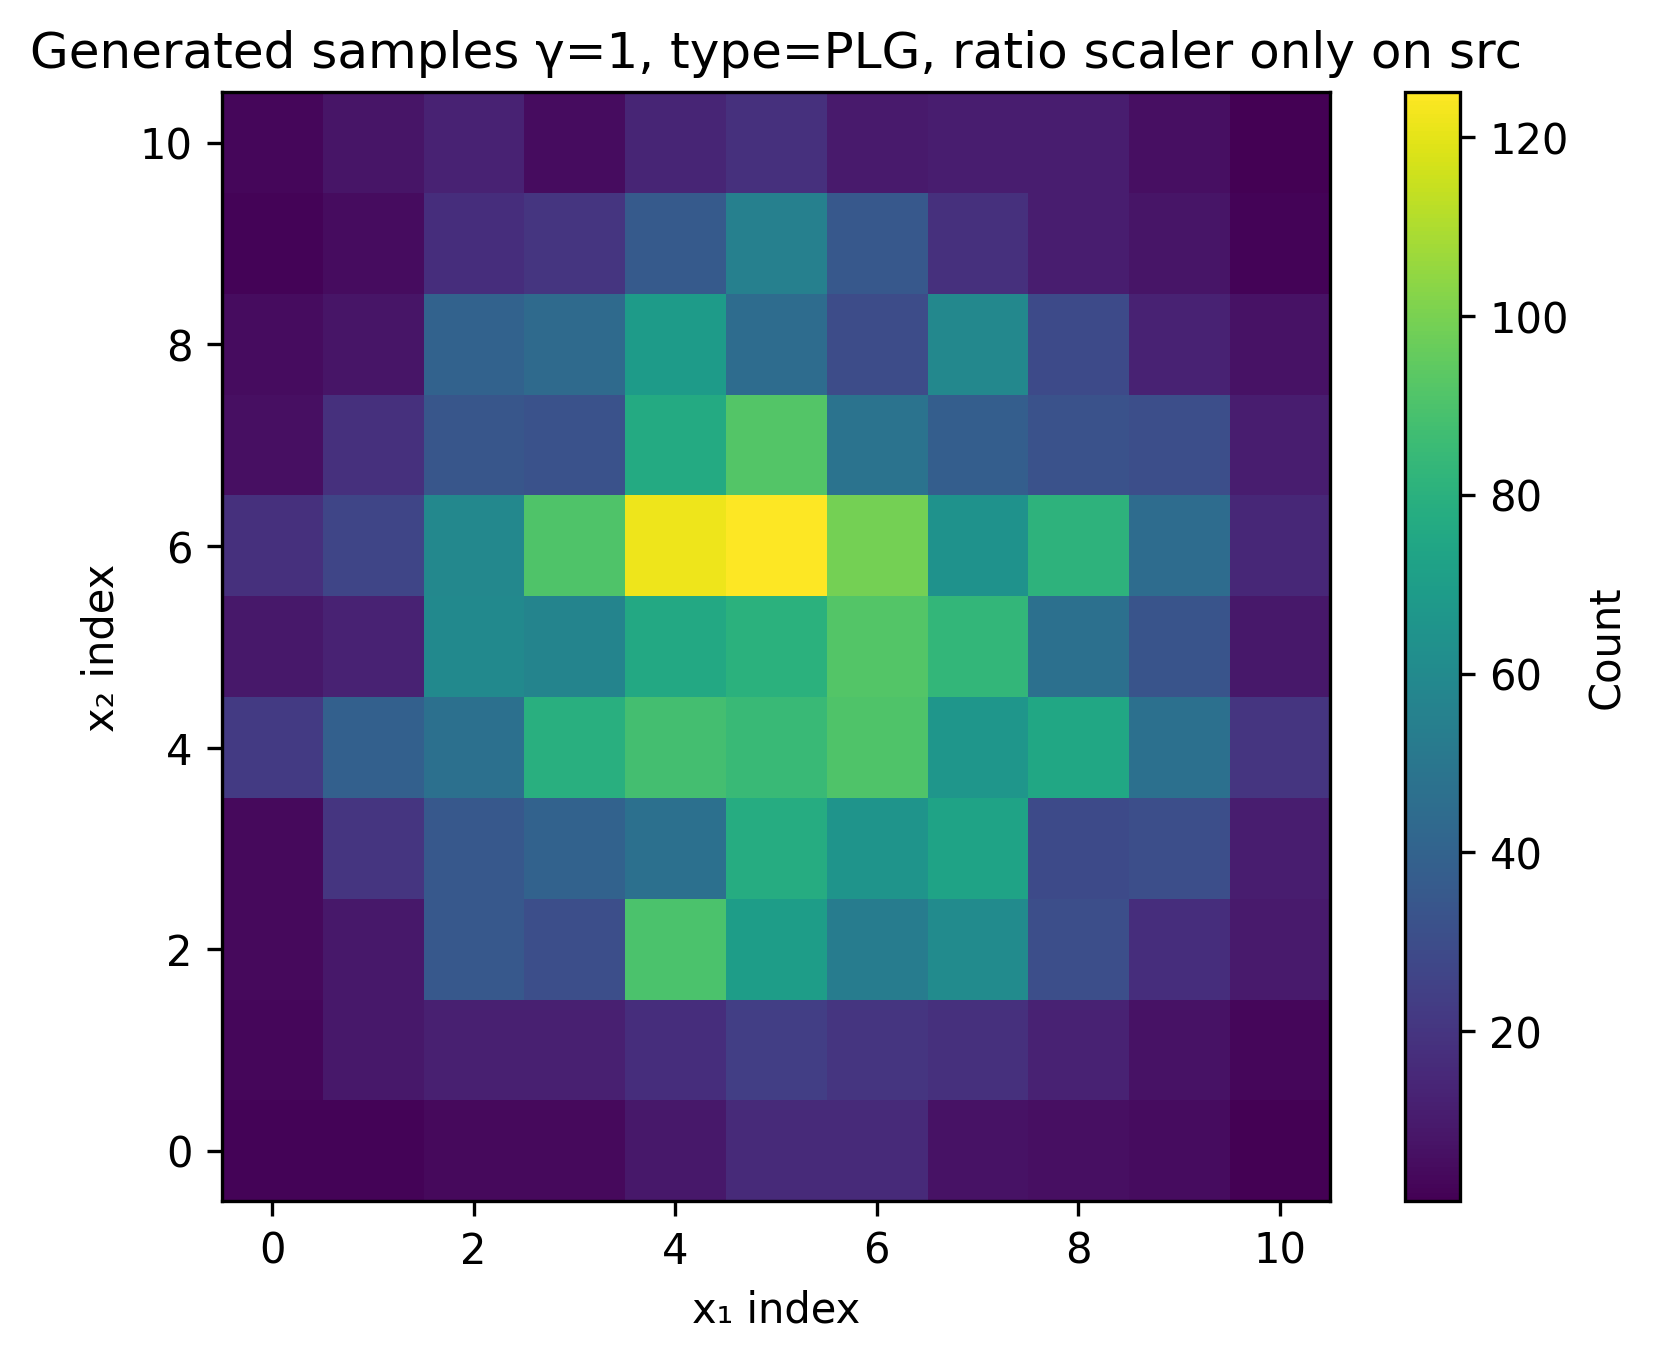 Generated samples γ=1, type=PLG, ratio scaler only on src
10
8
6
4
2
0
x₂ index
0 2 4 6 8 10
x₁ index
120
100
80
60
40
20
Count